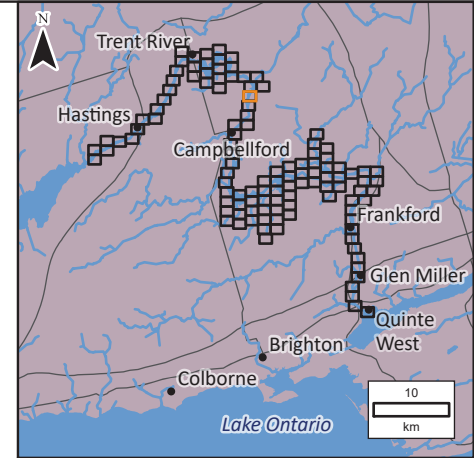 N
Trent River
Hastings
Campbellford
Frankford
Glen Miller
Quinte
West
Brighton
Colborne
10
km
Lake Ontario